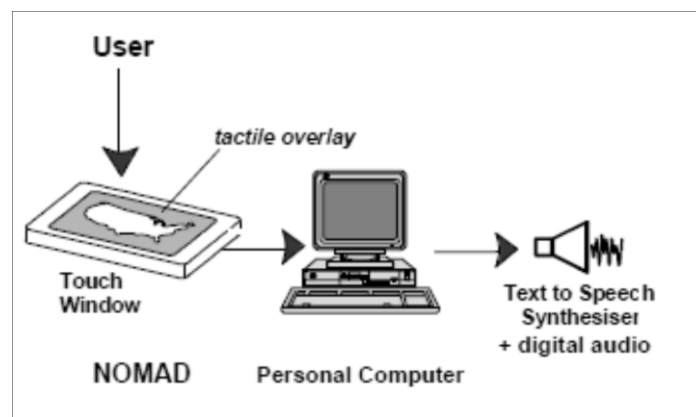 User
tactile overlay
Touch
Window
Text to Speech
Synthesiser
+ digital audio
NOMAD
Personal Computer